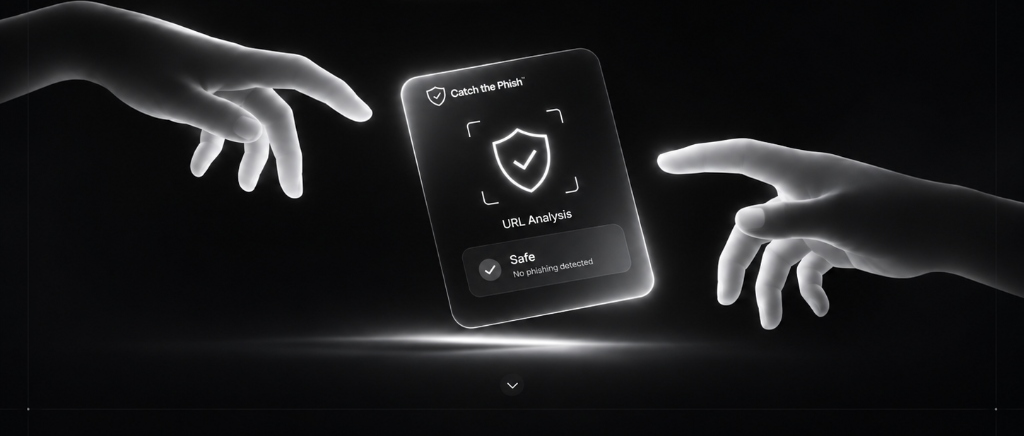 Catch the Phish™
URL Analysis
Safe
No phishing detected